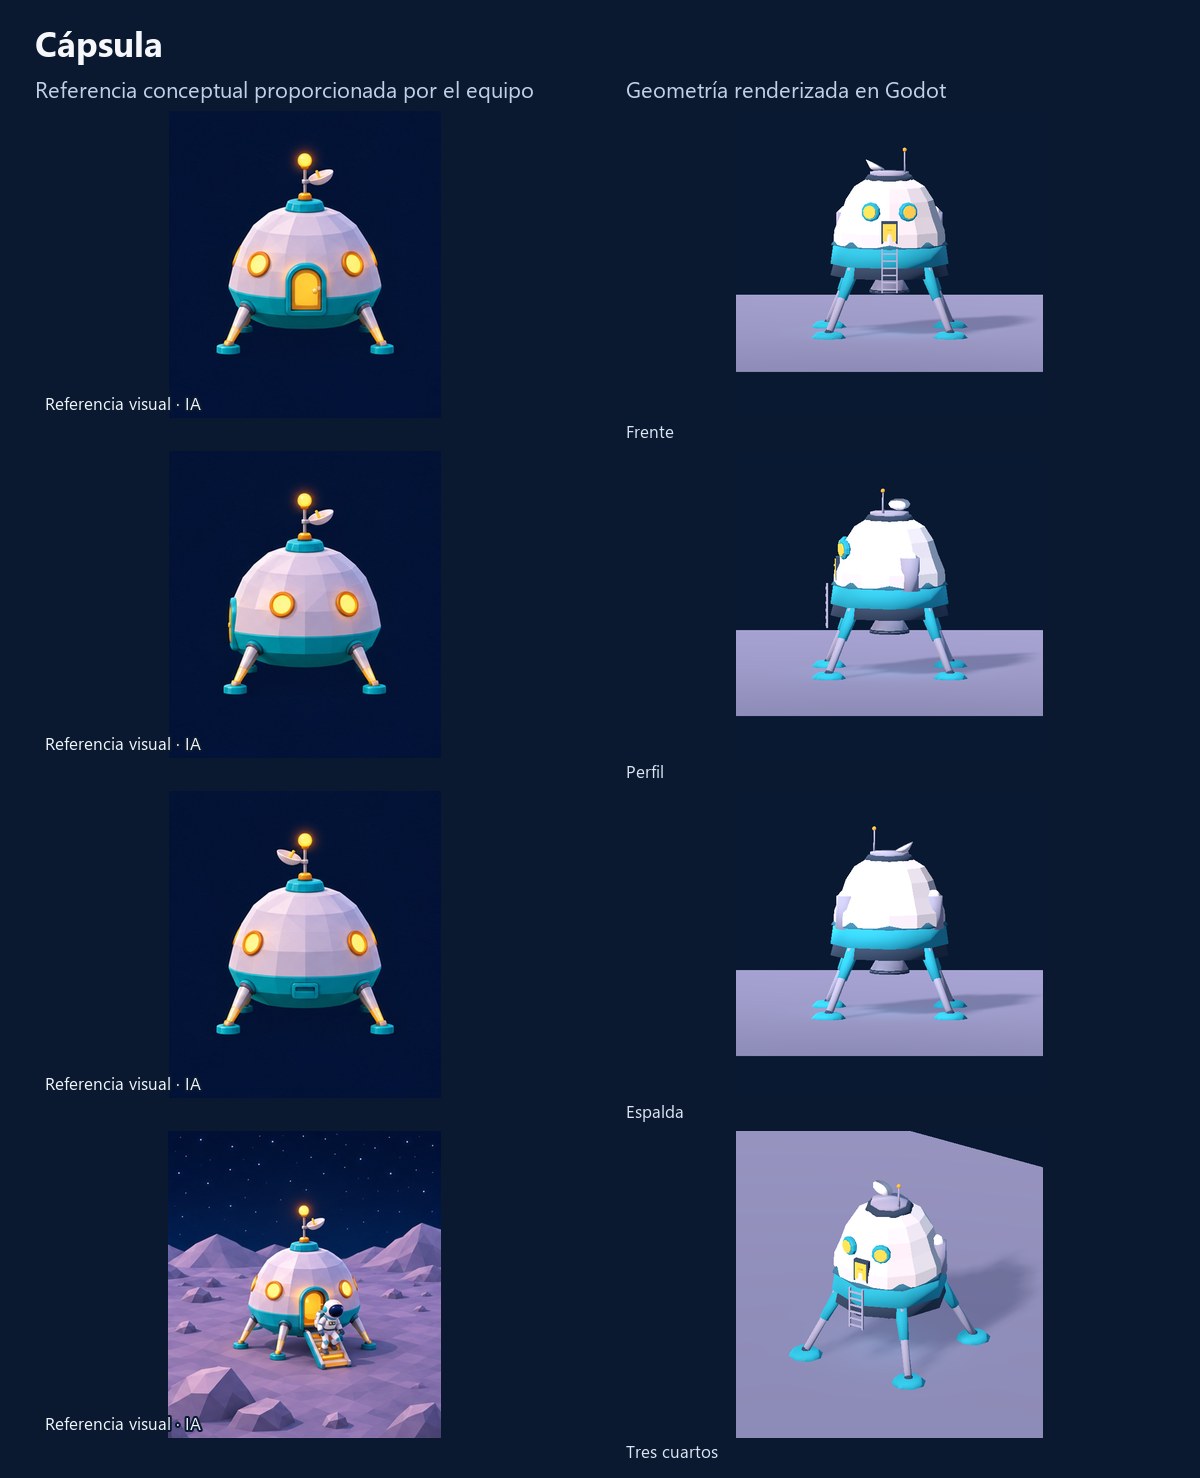 Cápsula
Referencia conceptual proporcionada por el equipo
Geometría renderizada en Godot
Referencia visual · IA
Frente
Referencia visual · IA
Perfil
Referencia visual · IA
Espalda
Referencia visual · IA
Tres cuartos